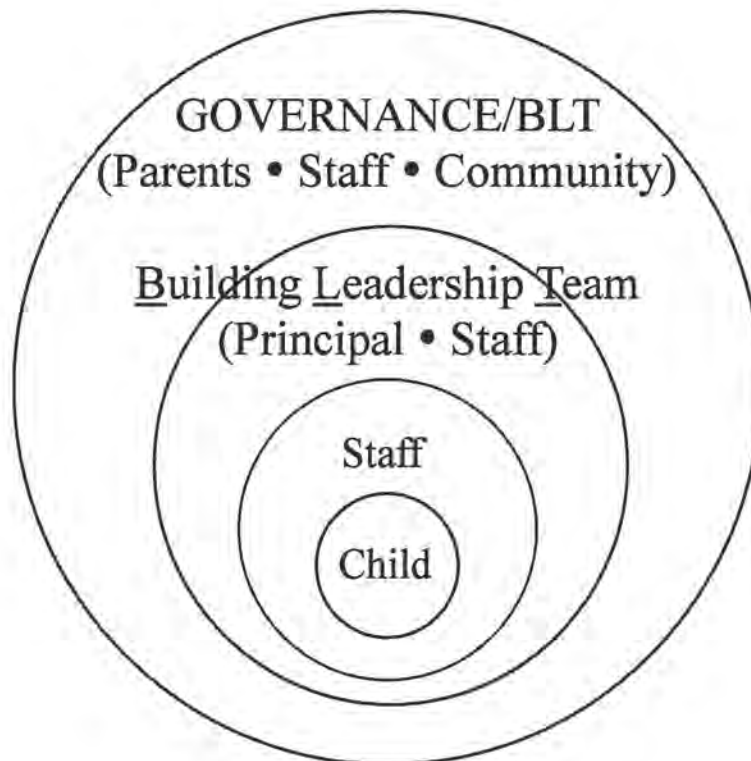 GOVERNANCE/BLT
(Parents • Staff • Community)
Building Leadership Team
(Principal • Staff)
Staff
Child